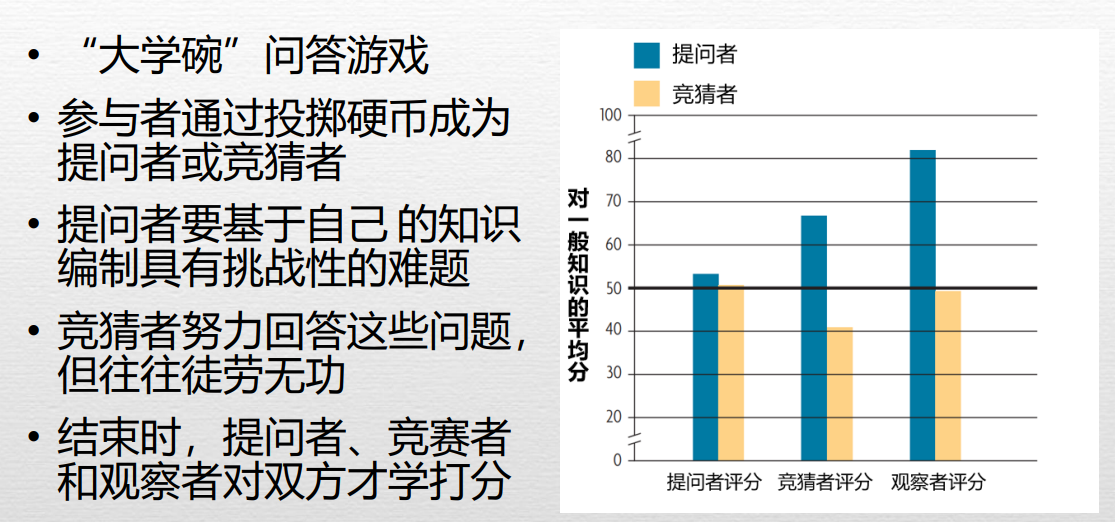 • “大学碗”问答游戏
• 参与者通过投掷硬币成为
提问者或竞猜者
• 提问者要基于自己 的知识
编制具有挑战性的难题
• 竞猜者努力回答这些问题，
但往往徒劳无功
• 结束时，提问者、竞赛者
和观察者对双方才学打分
提问者
竞猜者
对一般知识的平均分
100
80
70
60
50
40
30
20
0
提问者评分 竞猜者评分 观察者评分